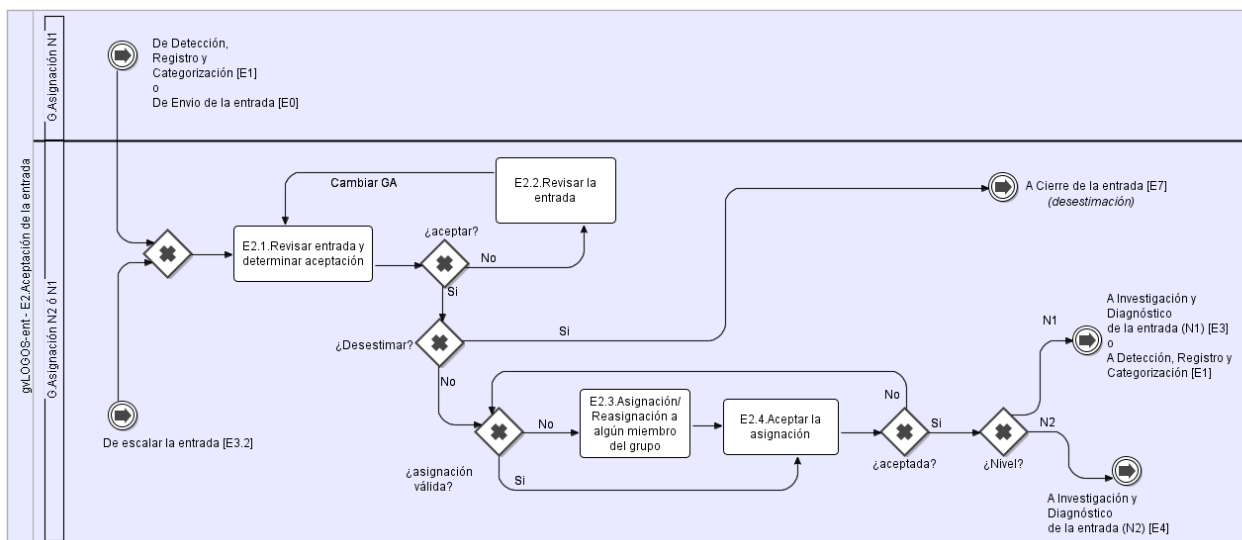 gvLOGOS-ent - E2.Aceptación de la entrada
G.Asignación N1
De Detección,
Registro y
Categorización [E1]
o
De Envio de la entrada [E0]
G.Asignación N2 ó N1
Cambiar GA
E2.2.Revisar la
entrada
A Cierre de la entrada [E7]
(desestimación)
E2.1.Revisar entrada y
determinar aceptación
¿aceptar?
No
Si
¿Desestimar?
Si
No
A Investigación y
Diagnóstico
de la entrada (N1) [E3]
o
A Detección, Registro y
Categorización [E1]
N1
De escalar la entrada [E3.2]
¿asignación
válida?
No
Si
E2.3.Asignación/
Reasignación a
algún miembro
del grupo
E2.4.Aceptar la
asignación
No
Si
¿aceptada?
¿Nivel?
N2
A Investigación y
Diagnóstico
de la entrada (N2) [E4]